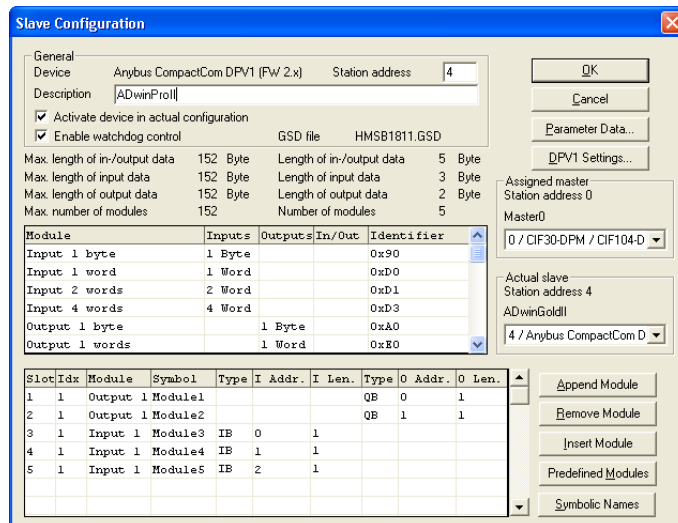 Slave Configuration
General
Device Anybus CompactCom DPV1 (FW 2.x) Station address 4
Description ADwinProII
Activate device in actual configuration
Enable watchdog control GSD file HMSB1811.GSD
Max. length of in-/output data 152 Byte Length of in-/output data 5 Byte
Max. length of input data 152 Byte Length of input data 3 Byte
Max. length of output data 152 Byte Length of output data 2 Byte
Max. number of modules 152 Number of modules 5
OK
Cancel
Parameter Data...
DPV1 Settings...
Assigned master
Station address 0
Master0
0 / CIF30-DPM / CIF104-D
Actual slave
Station address 4
ADwinGoldII
4 / Anybus CompactCom D
Module Inputs Outputs In/Out Identifier
Input 1 byte 1 Byte 0x90
Input 1 word 1 Word 0xD0
Input 2 words 2 Word 0xD1
Input 4 words 4 Word 0xD3
Output 1 byte 1 Byte 0xA0
Output 1 words 1 Word 0xE0
Slot Idx Module Symbol Type I Addr. I Len. Type O Addr. O Len.
1 1 Output 1 Module1 QB 0 1
2 1 Output 1 Module2 QB 1 1
3 1 Input 1 Module3 IB 0 1
4 1 Input 1 Module4 IB 1 1
5 1 Input 1 Module5 IB 2 1
Append Module
Remove Module
Insert Module
Predefined Modules
Symbolic Names